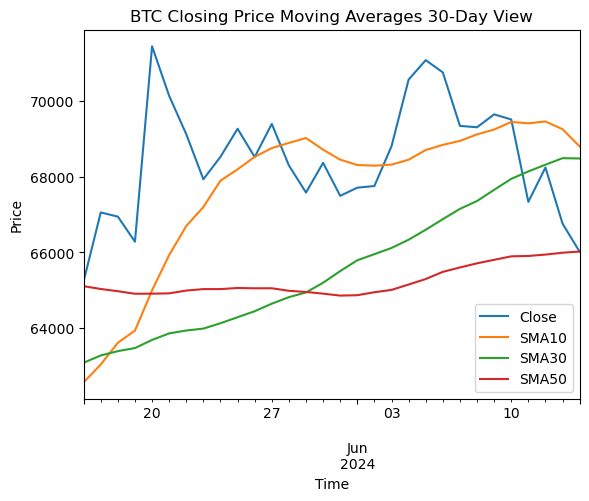 BTC Closing Price Moving Averages 30-Day View
70000
68000
66000
64000
Price
Close
SMA10
SMA30
SMA50
20
27
03
10
Jun
2024
Time